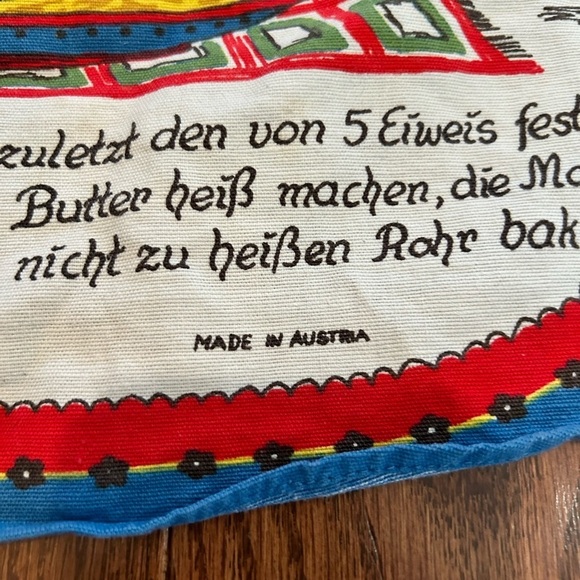 zuletzt den von 5 Eiweis fest
Butter heiß machen, die Ma
nicht zu heißen Rohr bak
MADE IN AUSTRIA